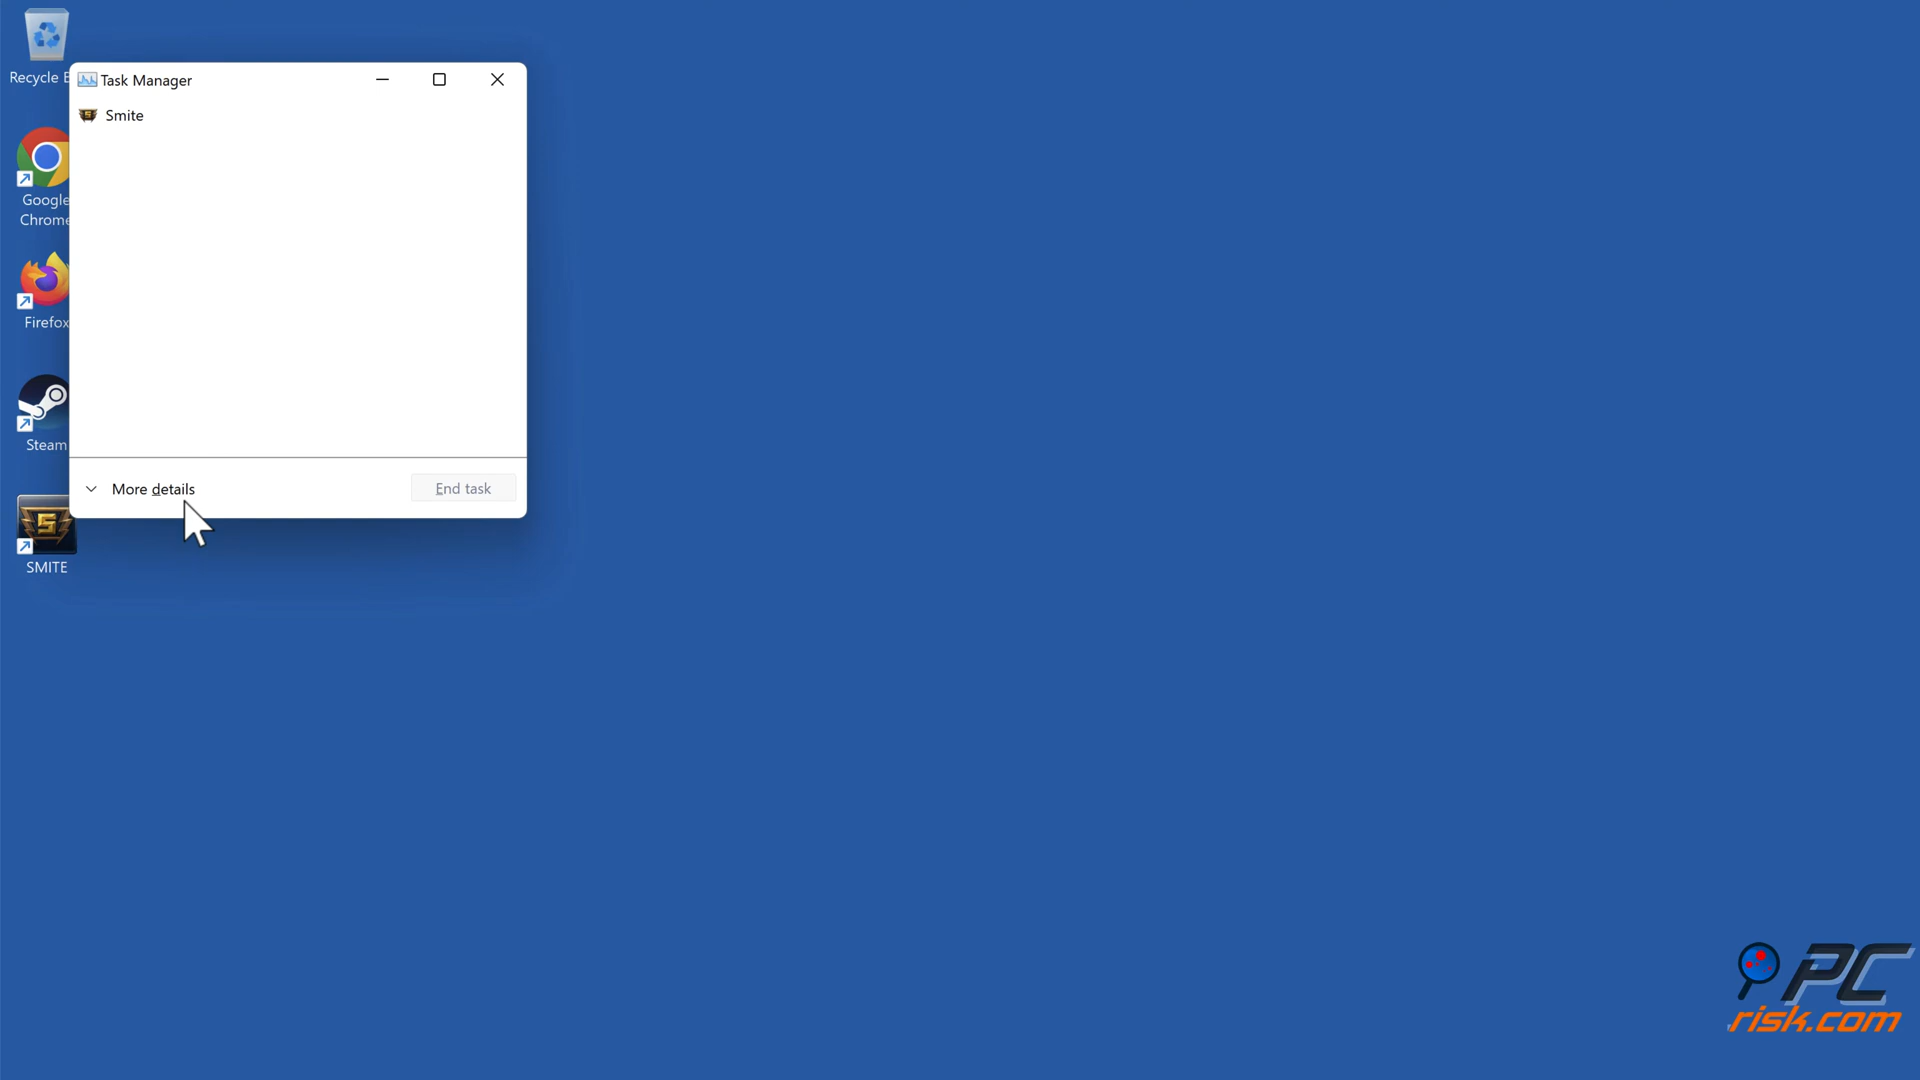 Recycle B
Task Manager
Smite
Google
Chrome
Firefox
Steam
More details
End task
SMITE
PC
risk.com